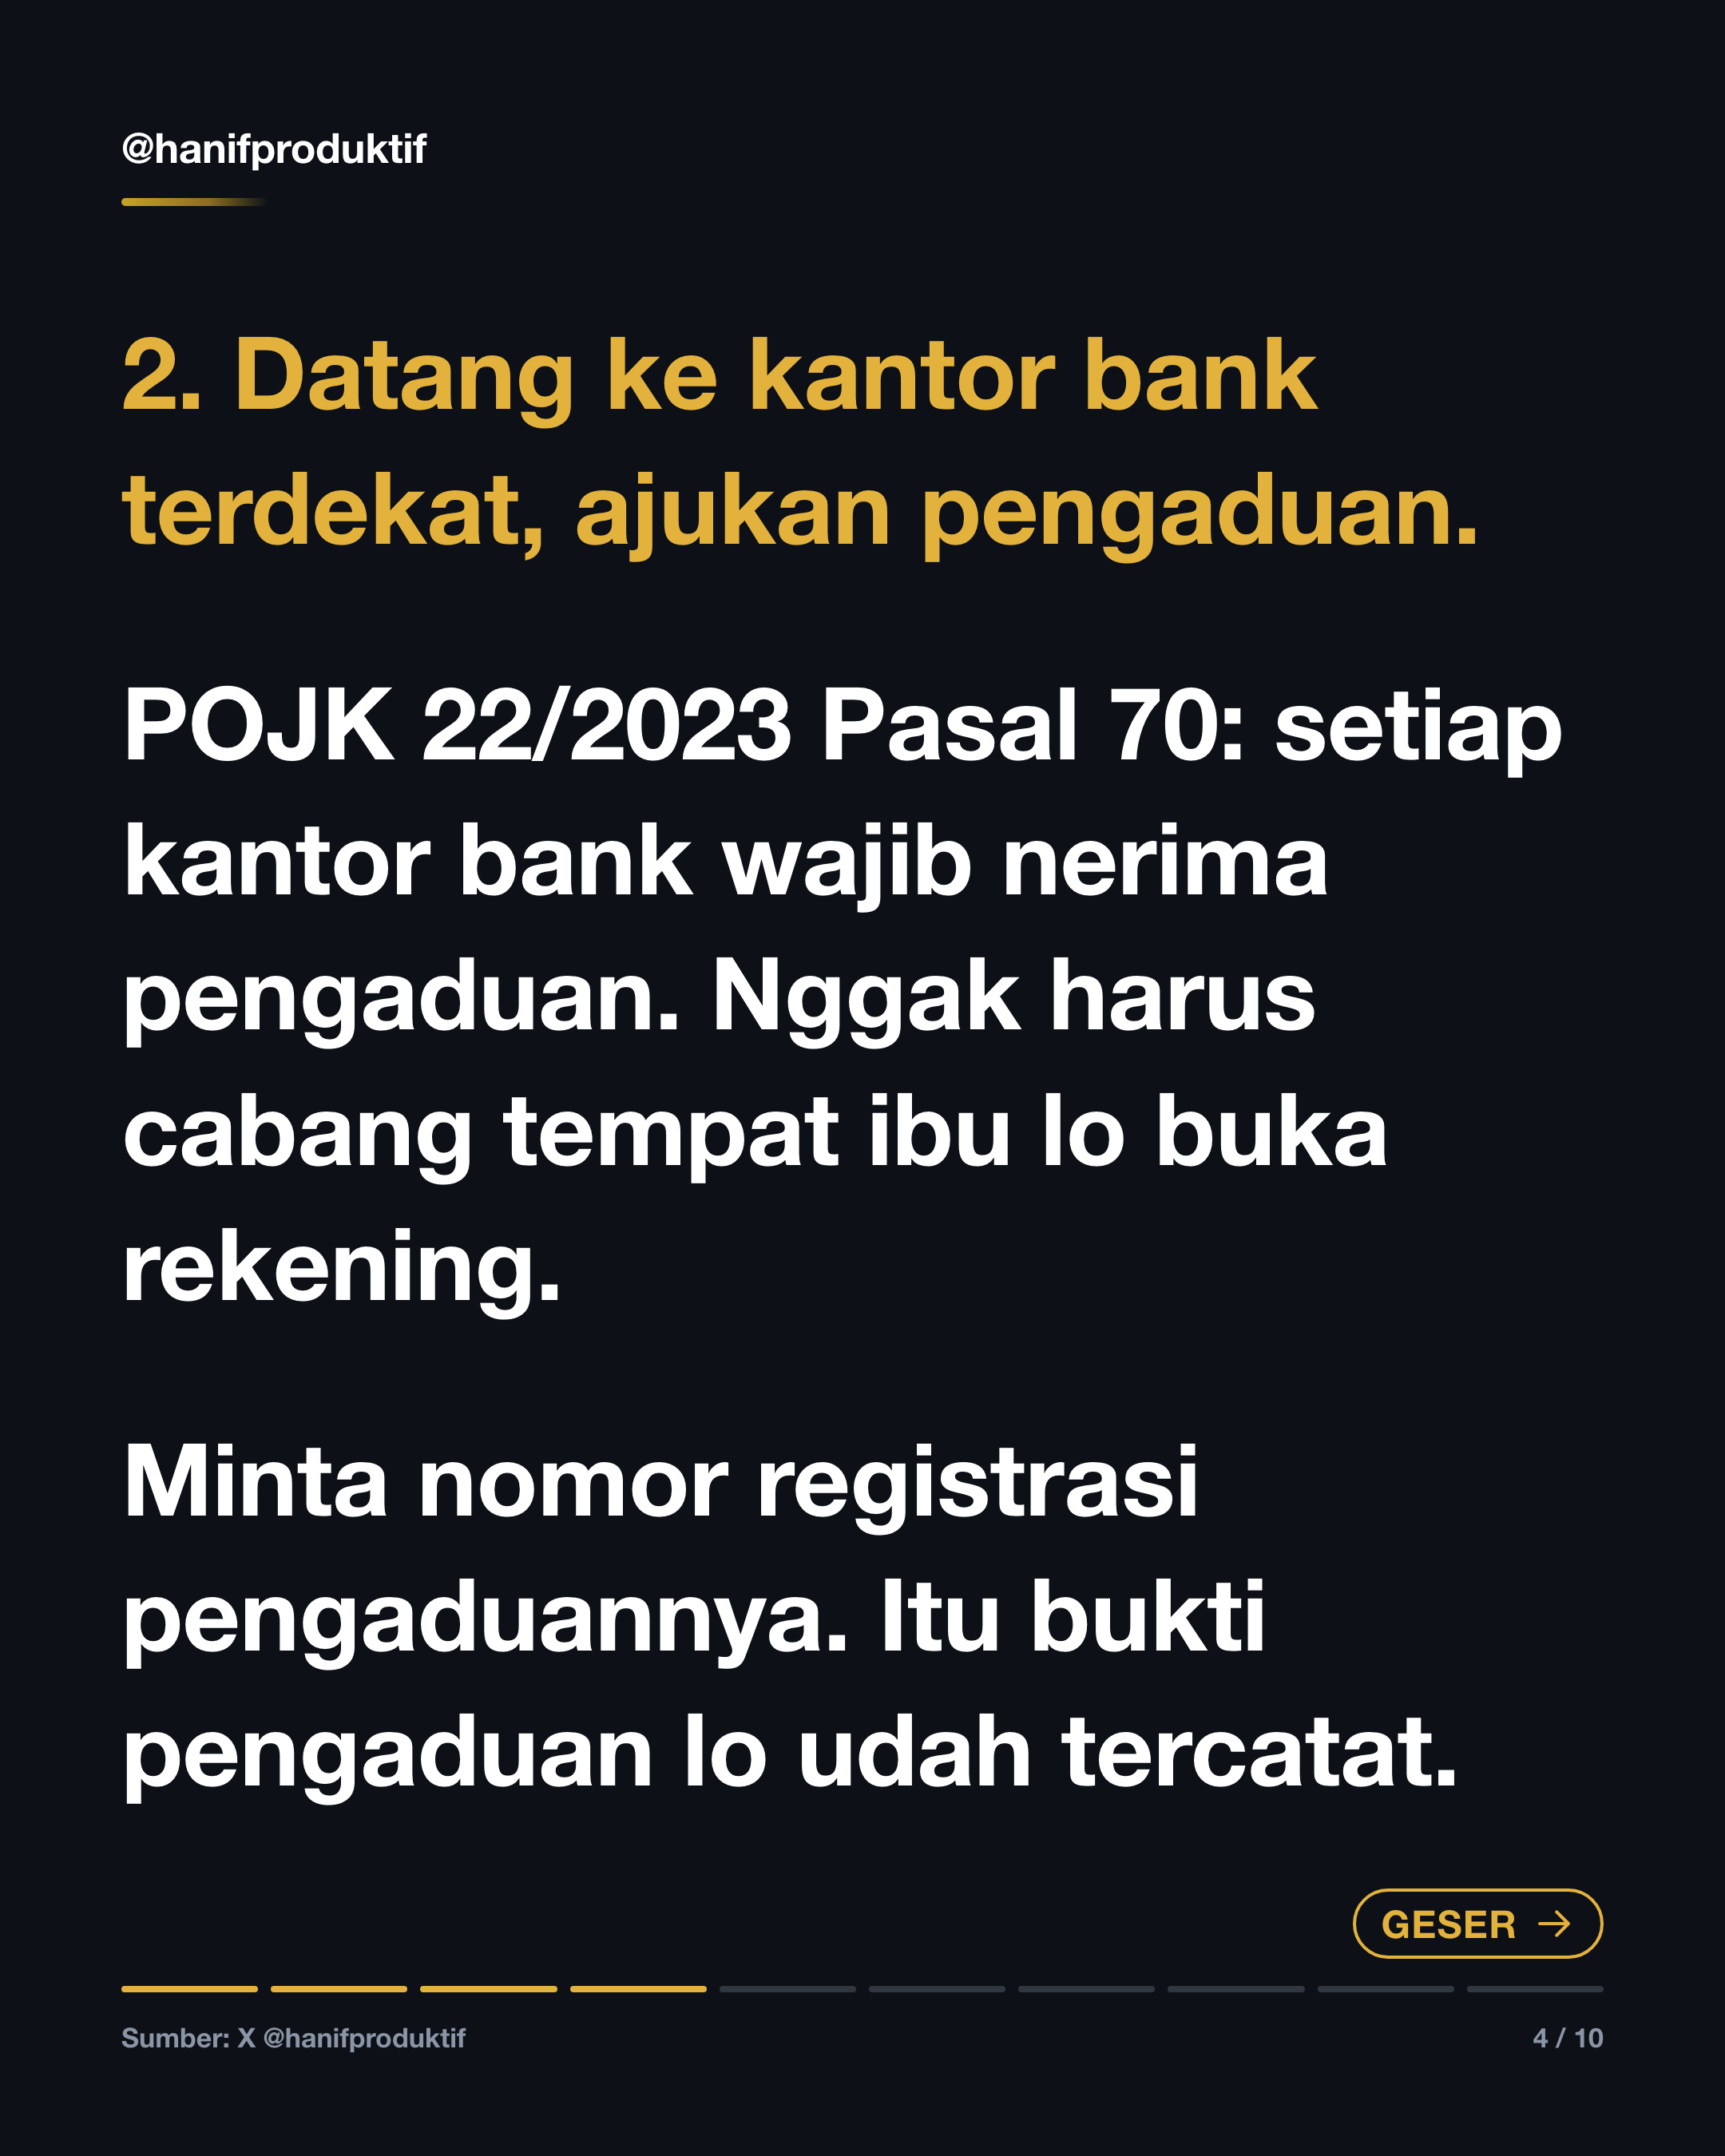 @hanifproduktif
2. Datang ke kantor bank
terdekat, ajukan pengaduan.
POJK 22/2023 Pasal 70: setiap
kantor bank wajib nerima
pengaduan. Nggak harus
cabang tempat ibu lo buka
rekening.
Minta nomor registrasi
pengaduannya. Itu bukti
pengaduan lo udah tercatat.
GESER →
Sumber: X @hanifproduktif
4 / 10